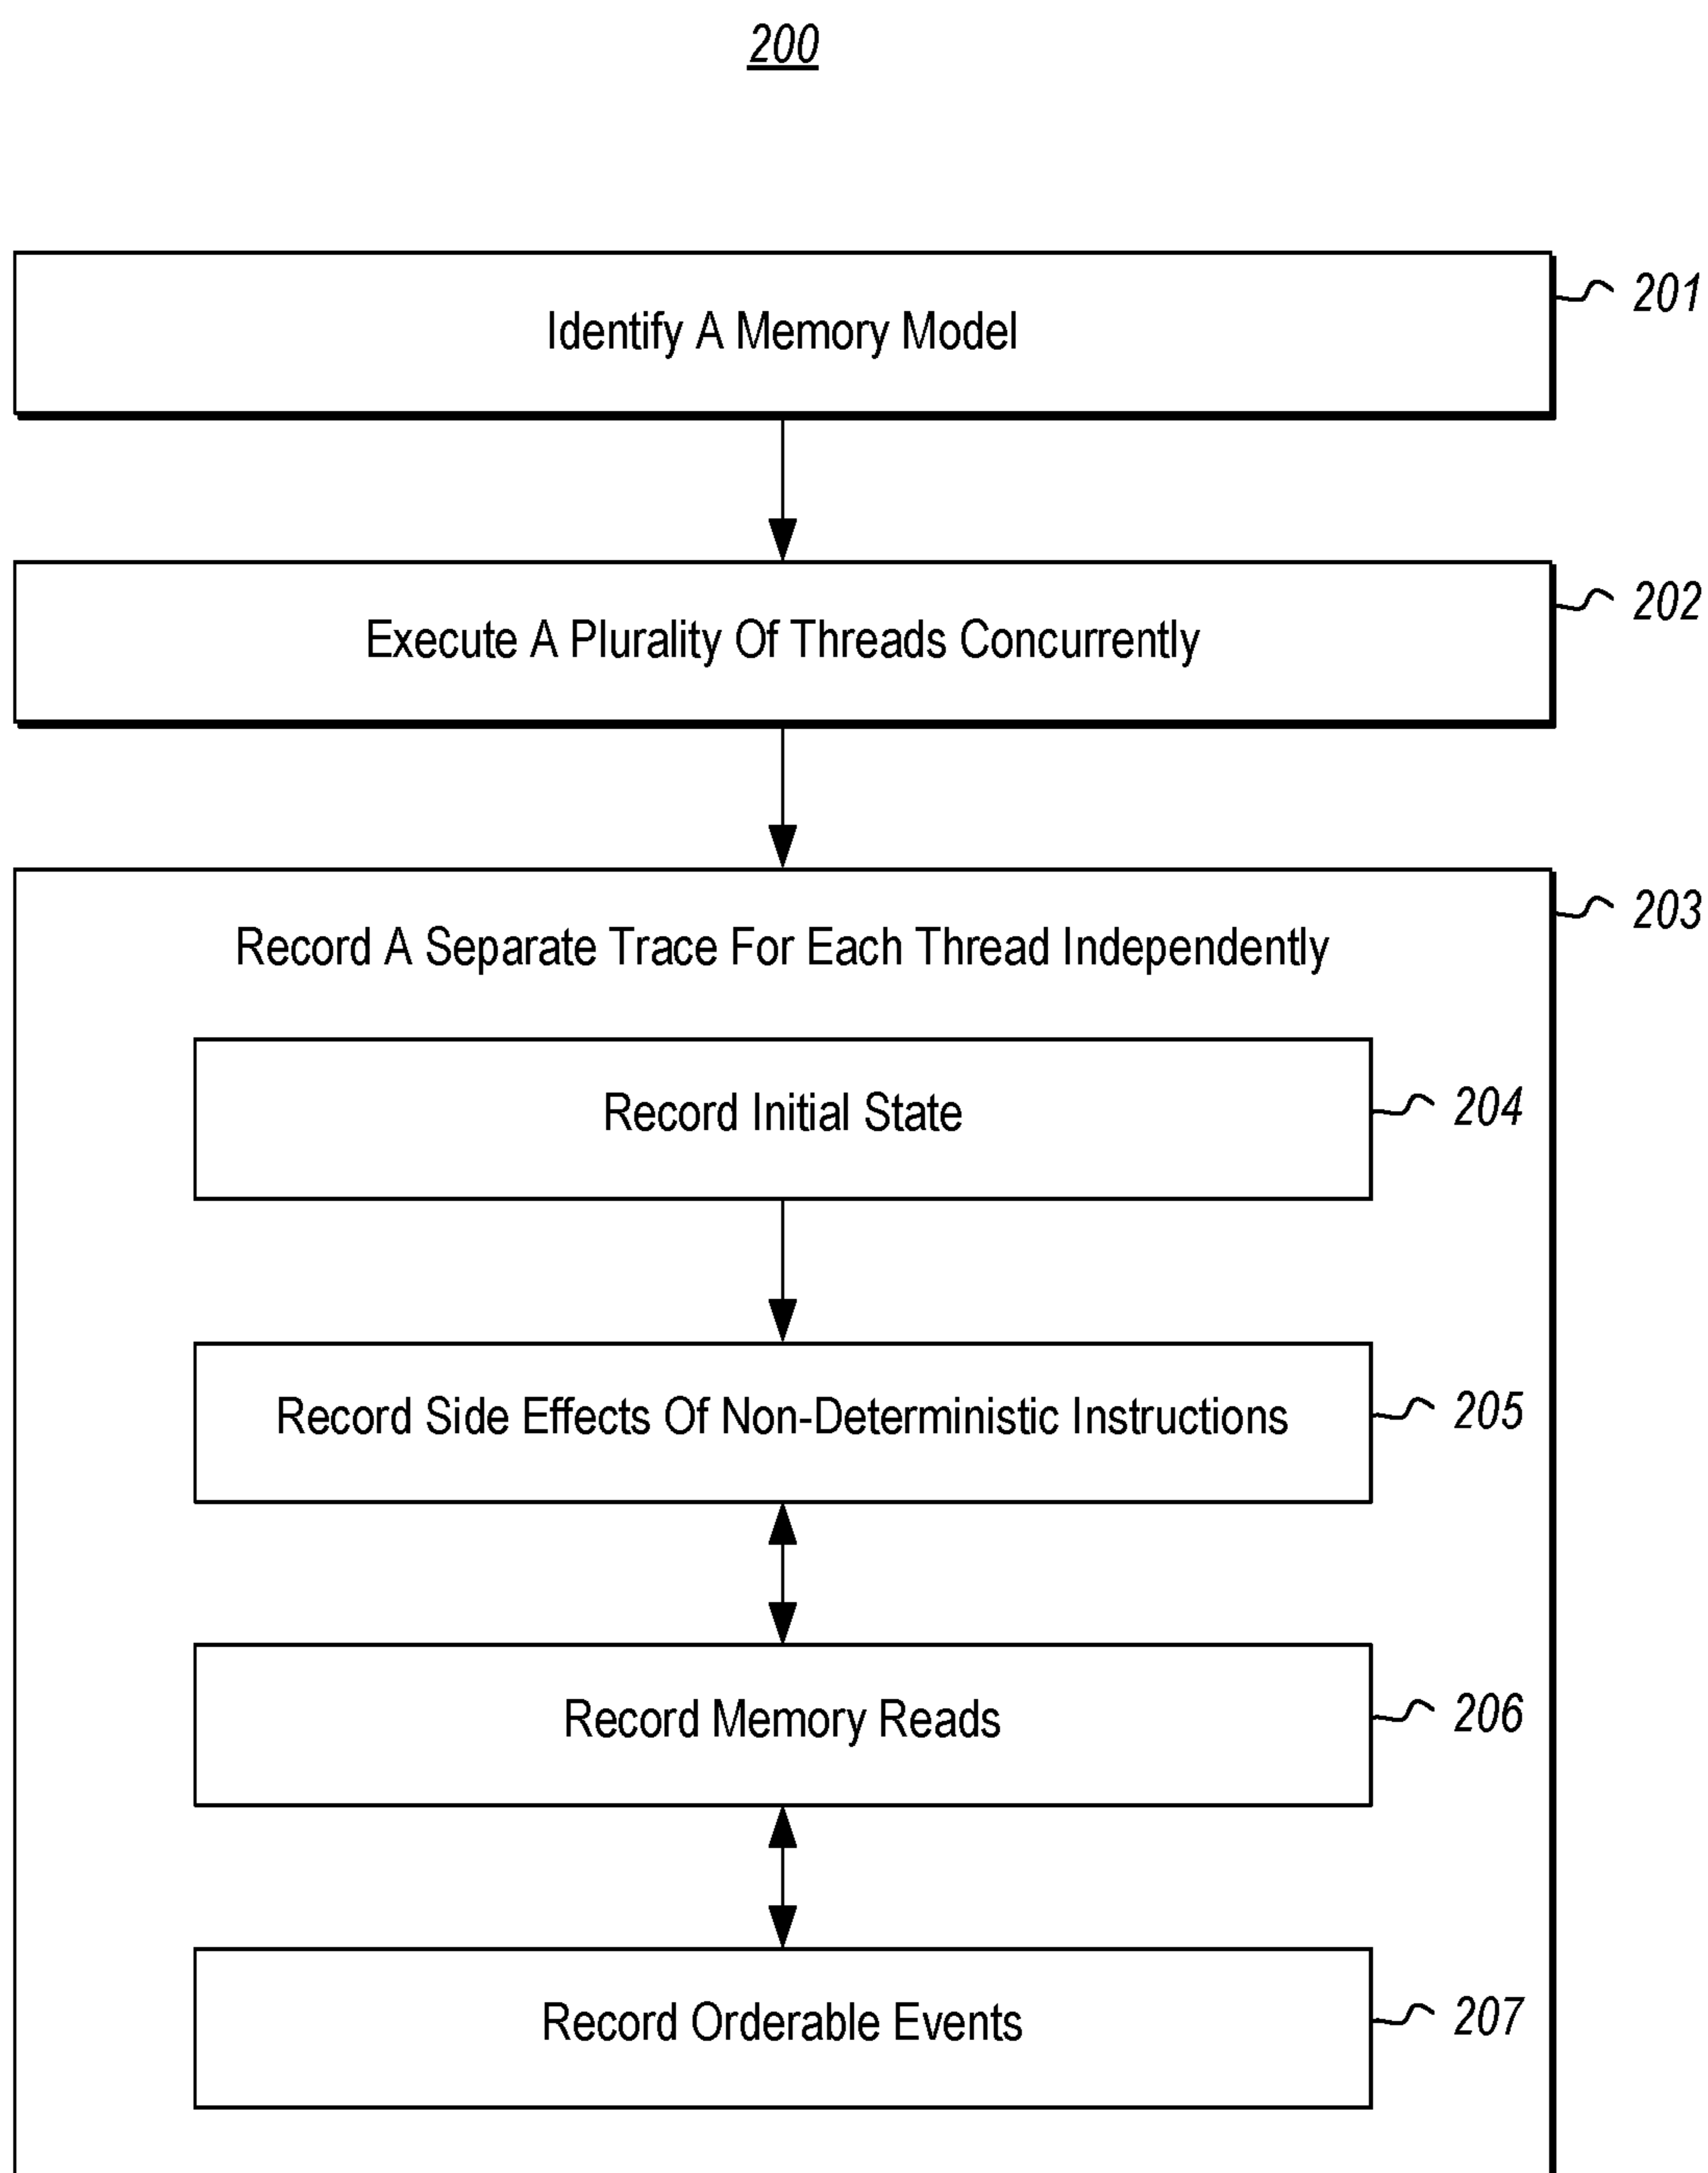 200
Identify A Memory Model
201
Execute A Plurality Of Threads Concurrently
202
Record A Separate Trace For Each Thread Independently
203
Record Initial State
204
Record Side Effects Of Non-Deterministic Instructions
205
Record Memory Reads
206
Record Orderable Events
207